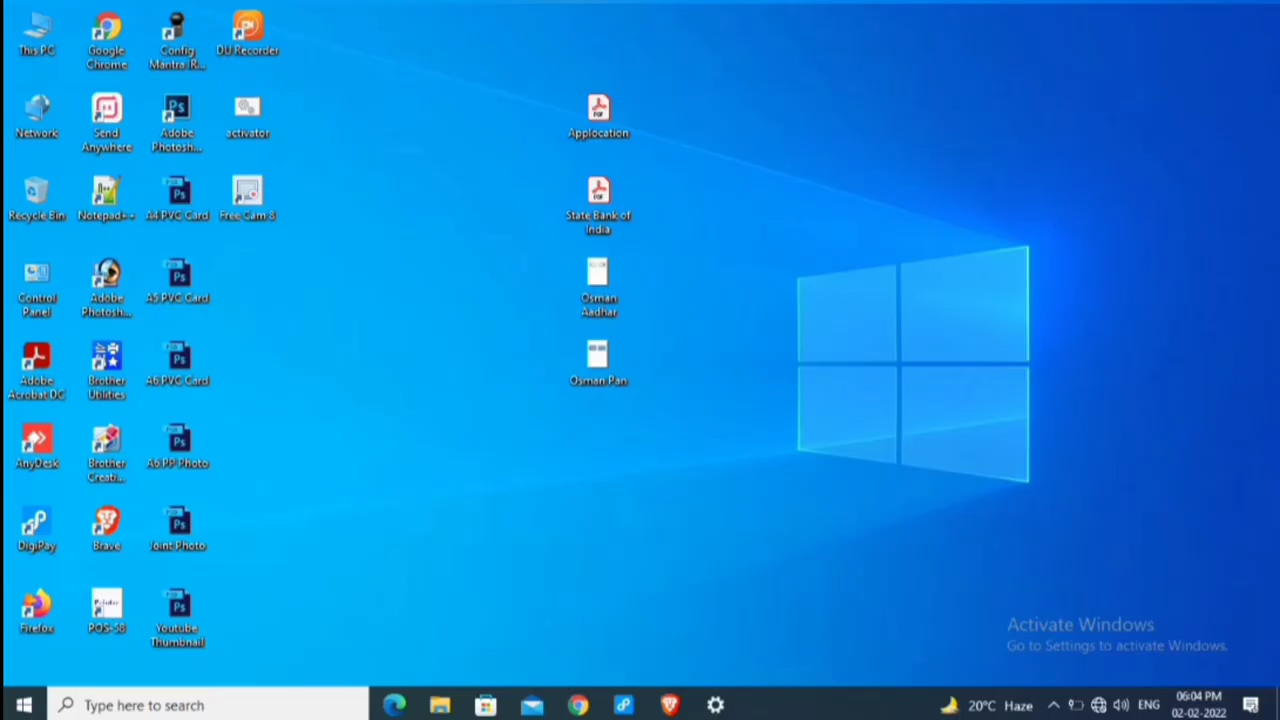 This PC
Google
Chrome
Config
Mantra iR...
DU Recorder
Network
Send
Anywhere
Adobe
Photosh...
activator
Applocation
Recycle Bin
Notepad++
A4 PVC Card
Free Cam 8
State Bank of
India
Control
Panel
Adobe
Photosh...
A5 PVC Card
Osman
Aadhar
Adobe
Acrobat DC
Brother
Utilities
A6 PVC Card
Osman Pan
AnyDesk
Brother
Creati...
A6 PP Photo
DigiPay
Brave
Joint Photo
Firefox
POS-58
Youtube
Thumbnail
Activate Windows
Go to Settings to activate Windows.
Type here to search
20°C Haze
ENG
06:04 PM
02-02-2022